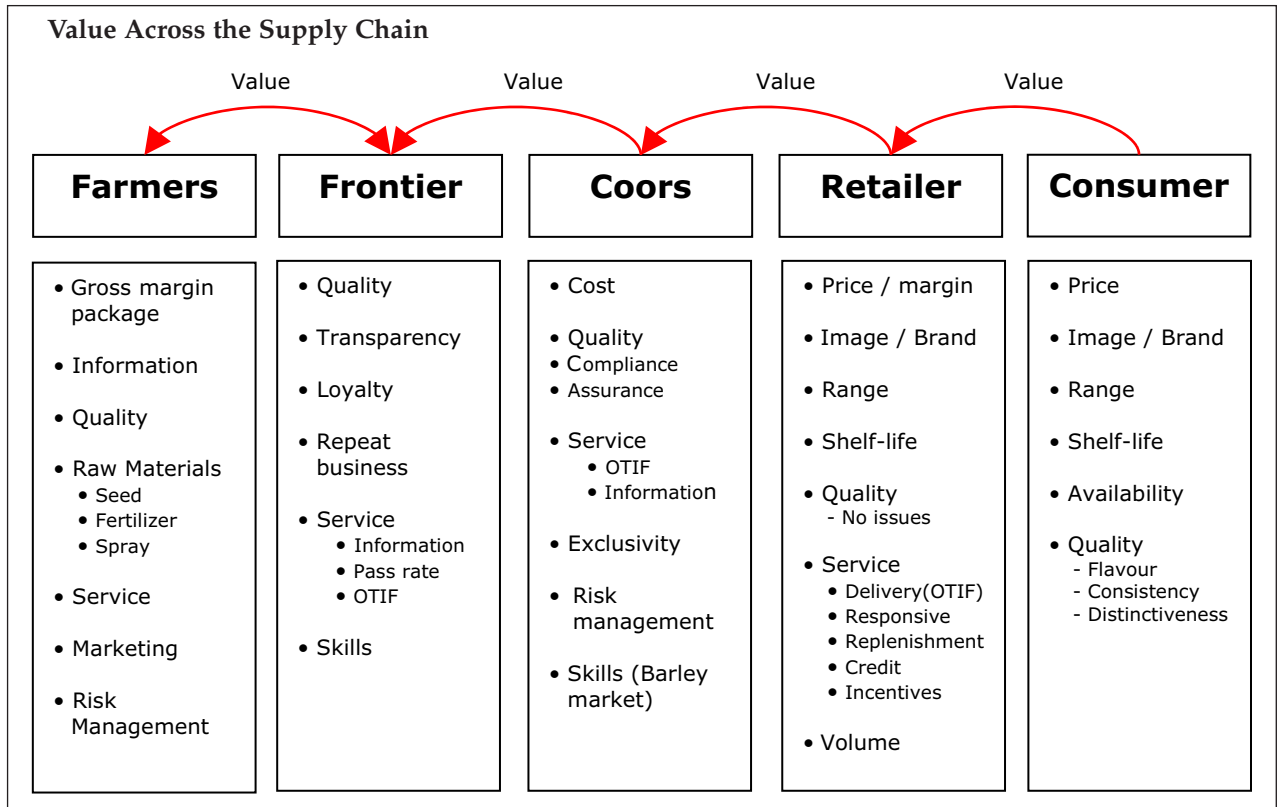 Value Across the Supply Chain
Value
Value
Value
Value
Farmers
Frontier
Coors
Retailer
Consumer
• Gross margin
package
• Information
• Quality
• Raw Materials
• Seed
• Fertilizer
• Spray
• Service
• Marketing
• Risk
Management
• Quality
• Transparency
• Loyalty
• Repeat
business
• Service
• Information
• Pass rate
• OTIF
• Skills
• Cost
• Quality
• Compliance
• Assurance
• Service
• OTIF
• Information
• Exclusivity
• Risk
management
• Skills (Barley
market)
• Price / margin
• Image / Brand
• Range
• Shelf-life
• Quality
- No issues
• Service
• Delivery(OTIF)
• Responsive
• Replenishment
• Credit
• Incentives
• Volume
• Price
• Image / Brand
• Range
• Shelf-life
• Availability
• Quality
- Flavour
- Consistency
- Distinctiveness